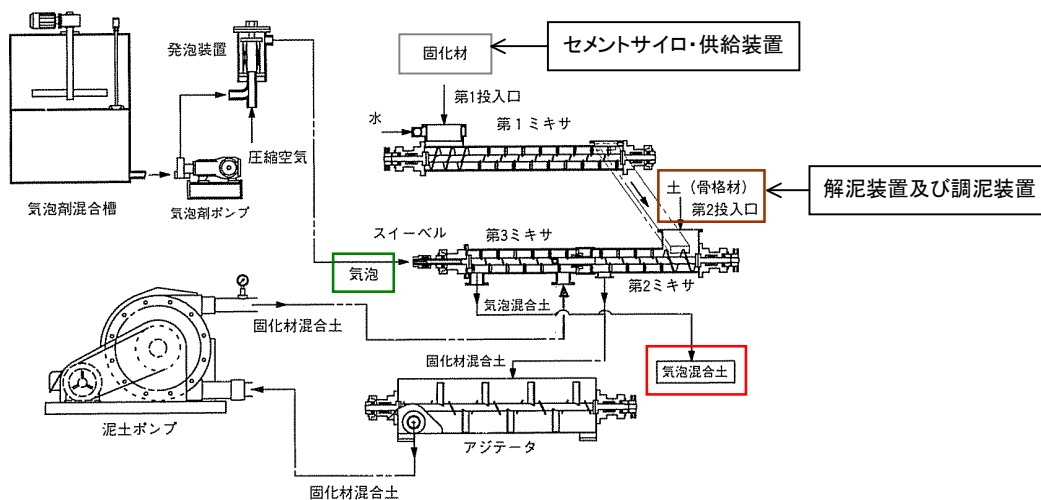 セメントサイロ・供給装置
固化材
発泡装置
第1投入口
水
第1ミキサ
圧縮空気
気泡剤混合槽
気泡剤ポンプ
土(骨格材)
第2投入口
解泥装置及び調泥装置
スイーベル
第3ミキサ
気泡
第2ミキサ
気泡混合土
固化材混合土
固化材混合土
気泡混合土
泥土ポンプ
アジテータ
固化材混合土